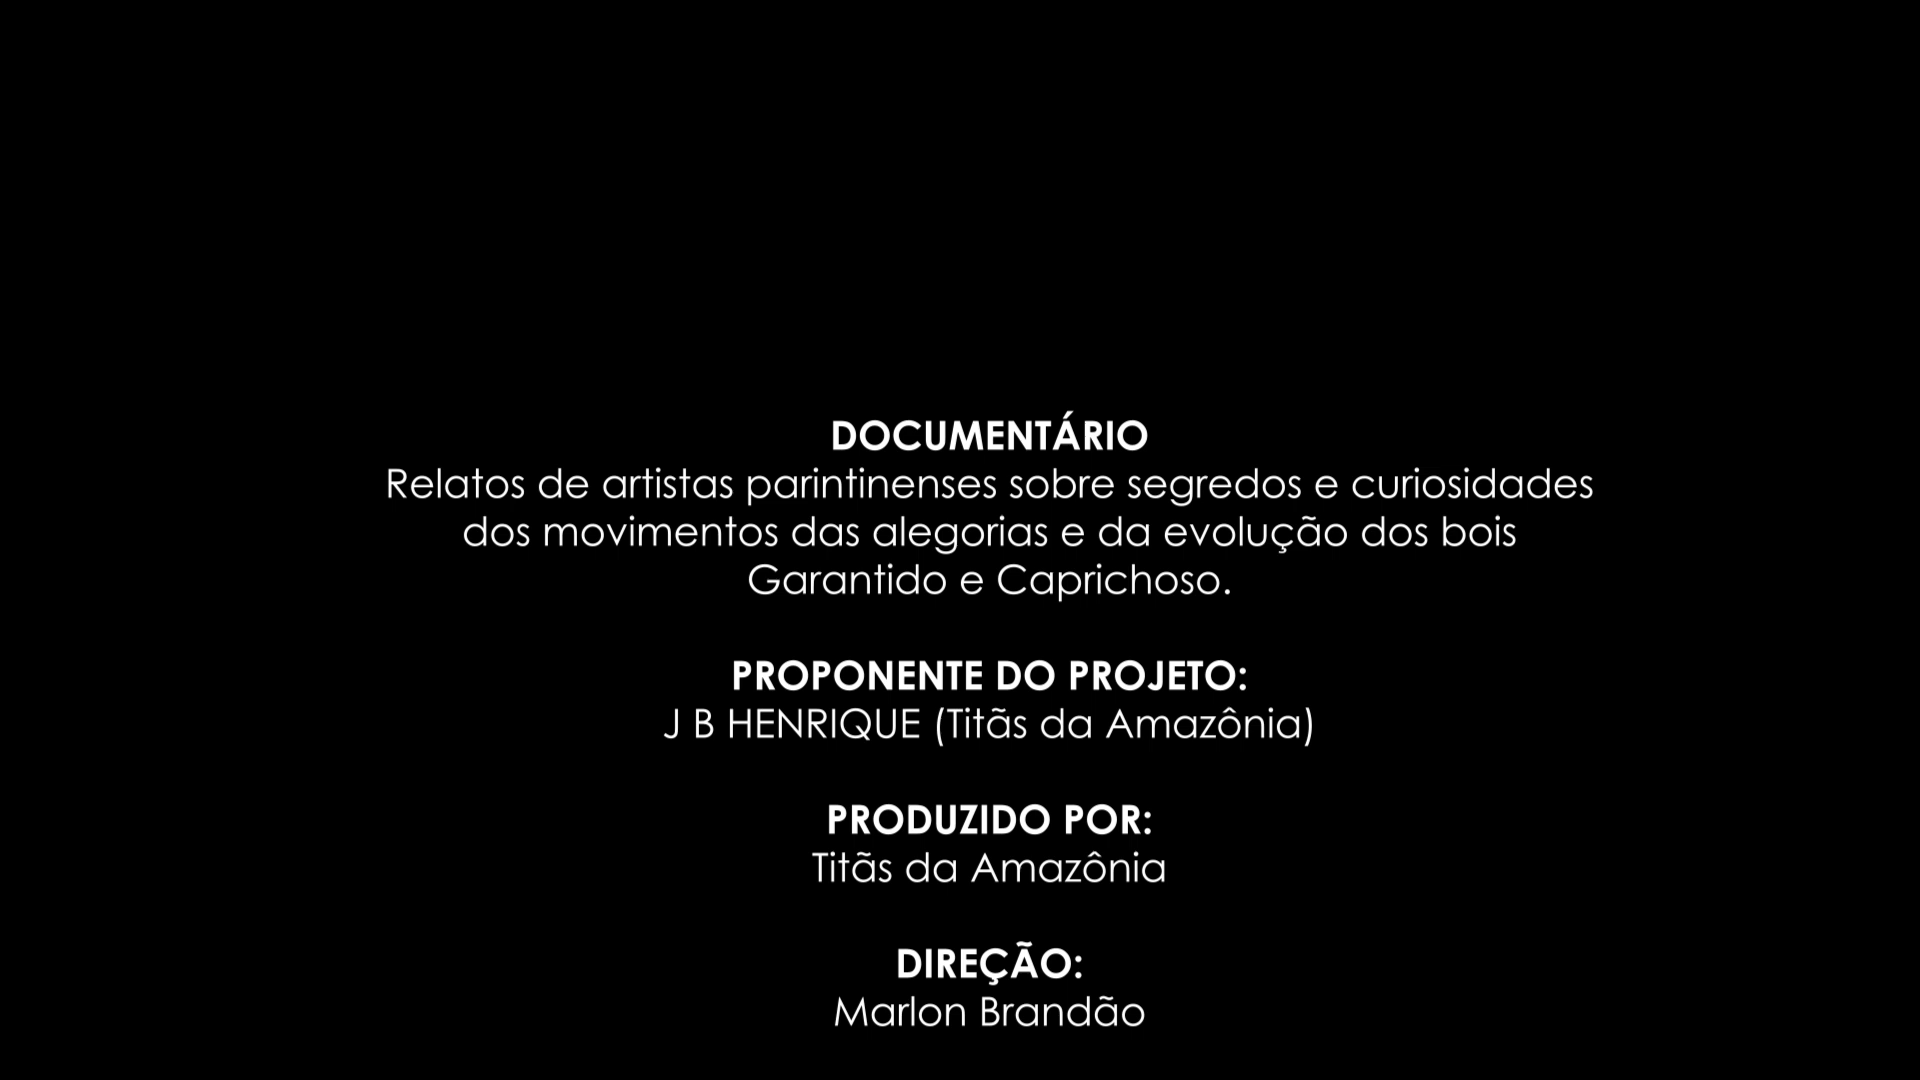 DOCUMENTÁRIO
Relatos de artistas parintinenses sobre segredos e curiosidades
dos movimentos das alegorias e da evolução dos bois
Garantido e Caprichoso.
PROPONENTE DO PROJETO:
J B HENRIQUE (Titãs da Amazônia)
PRODUZIDO POR:
Titãs da Amazônia
DIREÇÃO:
Marlon Brandão